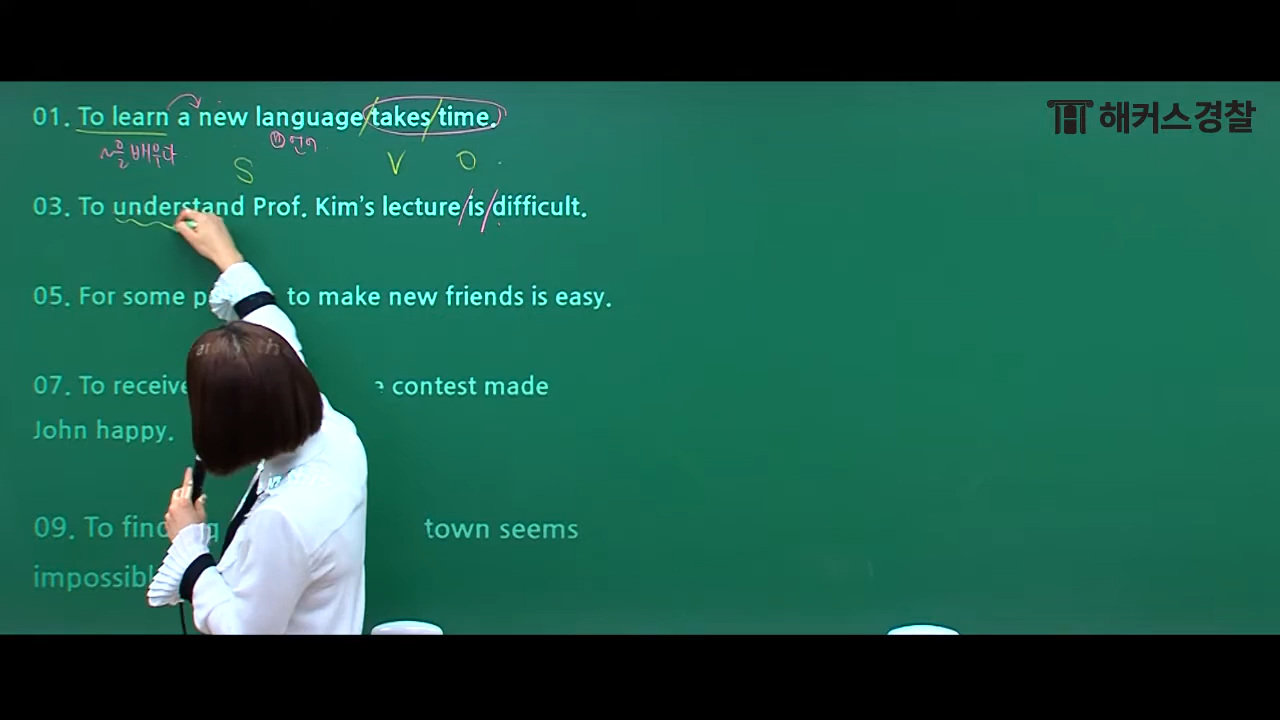 01. To learn a new language takes time.
~을 배우다 언어
S V O
해커스경찰
03. To understand Prof. Kim's lecture is difficult.
05. For some to make new friends is easy.
07. To receive contest made
John happy.
09. To town seems